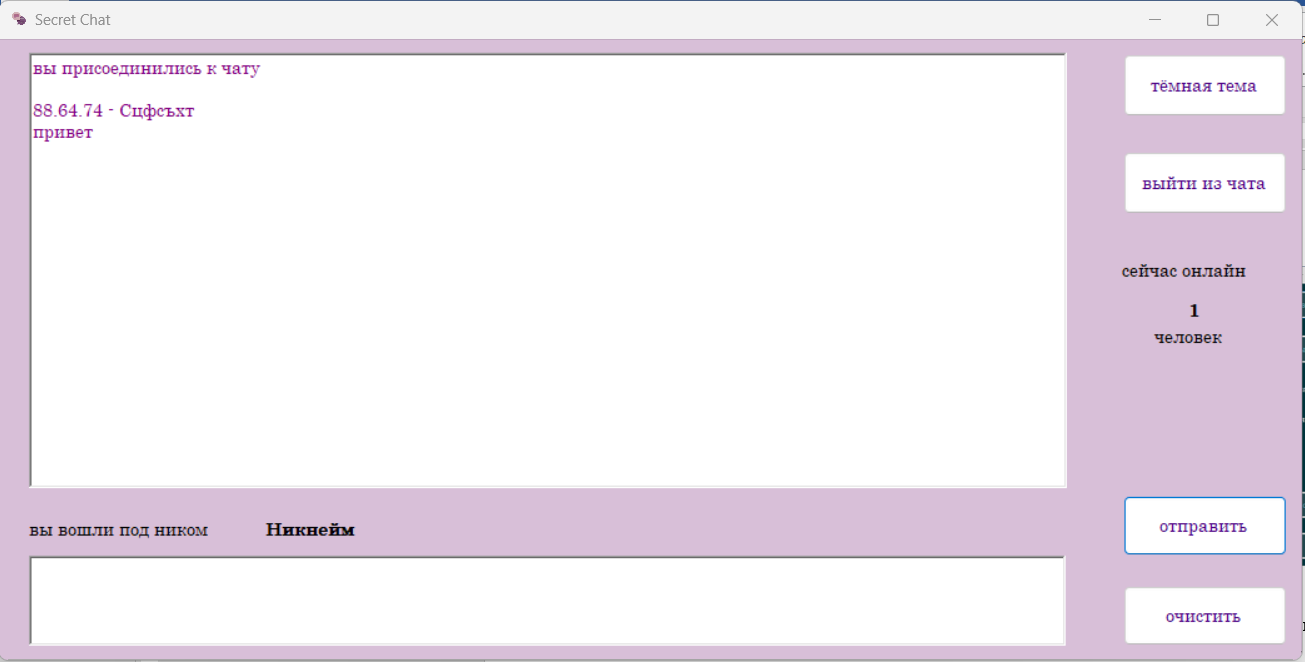 Secret Chat
вы присоединились к чату
88.64.74 - Сцфсъхт
привет
тёмная тема
выйти из чата
сейчас онлайн
1
человек
вы вошли под ником Никнейм
отправить
очистить